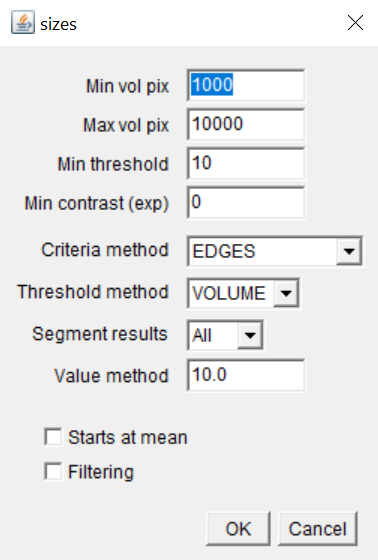 sizes
Min vol pix 1000
Max vol pix 10000
Min threshold 10
Min contrast (exp) 0
Criteria method EDGES
Threshold method VOLUME
Segment results All
Value method 10.0
Starts at mean
Filtering
OK Cancel